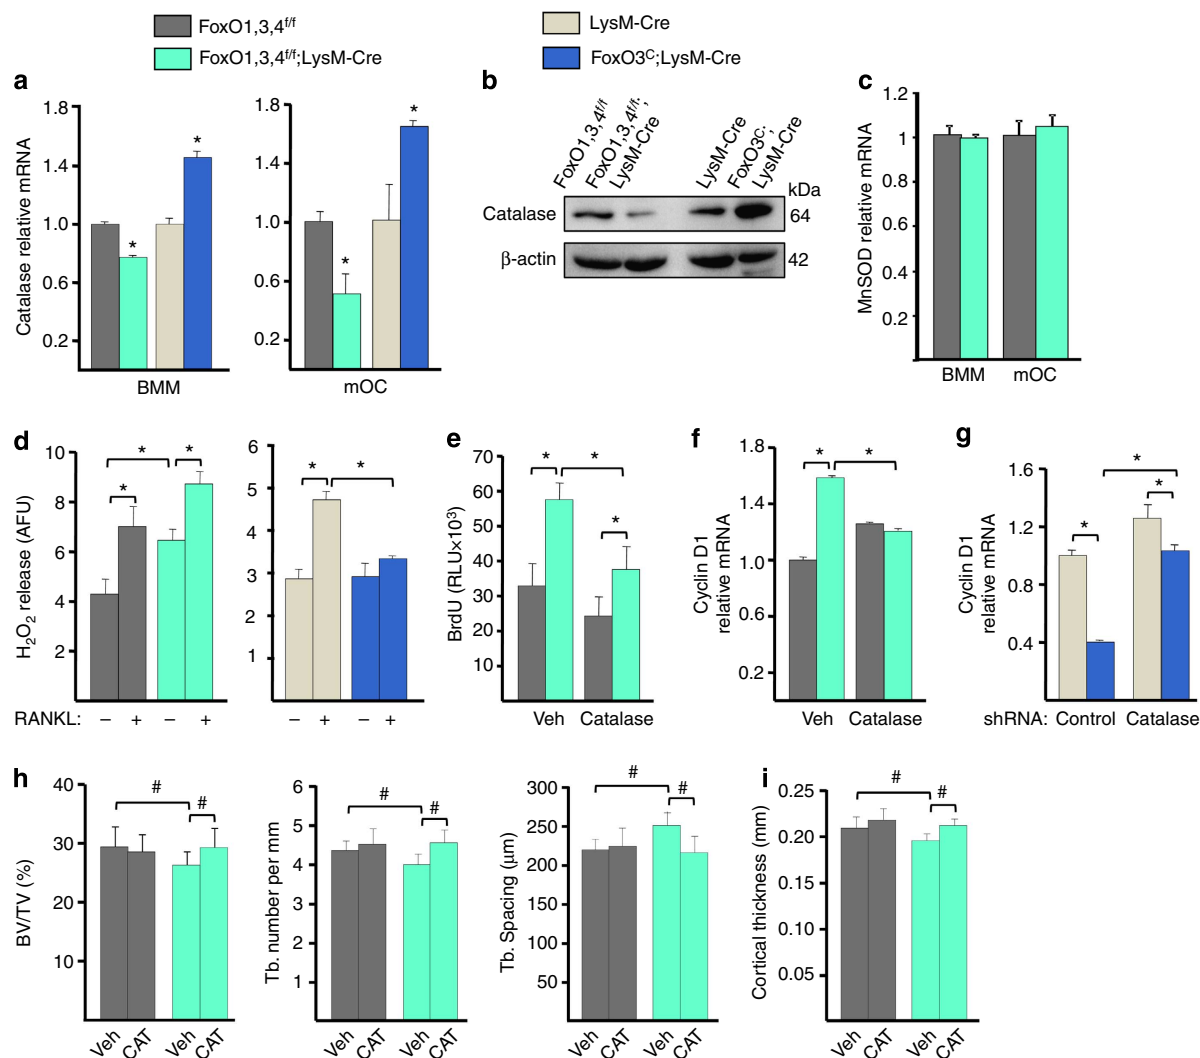 FoxO1,3,4f/f
FoxO1,3,4f/f;LysM-Cre
LysM-Cre
FoxO3C;LysM-Cre
a
Catalase relative mRNA
1.8
1.4
1.0
0.6
0.2
*
*
BMM
1.8
1.4
1.0
0.6
0.2
*
*
mOC
b
FoxO1,3,4f/f
FoxO1,3,4f/f;
LysM-Cre
LysM-Cre
FoxO3C;
LysM-Cre
kDa
Catalase
64
β-actin
42
c
MnSOD relative mRNA
1.2
1
0.8
0.6
0.4
0.2
BMM
mOC
d
H2O2 release (AFU)
10
8
6
4
2
*
*
*
RANKL: – + – +
6
5
4
3
2
1
*
*
– + – +
e
BrdU (RLU×10³)
70
60
50
40
30
20
10
*
*
*
Veh
Catalase
f
Cyclin D1
relative mRNA
1.8
1.4
1.0
0.6
0.2
*
*
Veh
Catalase
g
Cyclin D1
relative mRNA
1.6
1.2
0.8
0.4
*
*
*
shRNA: Control Catalase
h
BV/TV (%)
40
30
20
10
#
#
Veh
CAT
Veh
CAT
Tb. number per mm
6
5
4
3
2
1
#
#
Veh
CAT
Veh
CAT
Tb. Spacing (μm)
300
250
200
150
100
50
#
#
Veh
CAT
Veh
CAT
i
Cortical thickness (mm)
0.25
0.20
0.15
0.10
0.05
#
#
Veh
CAT
Veh
CAT